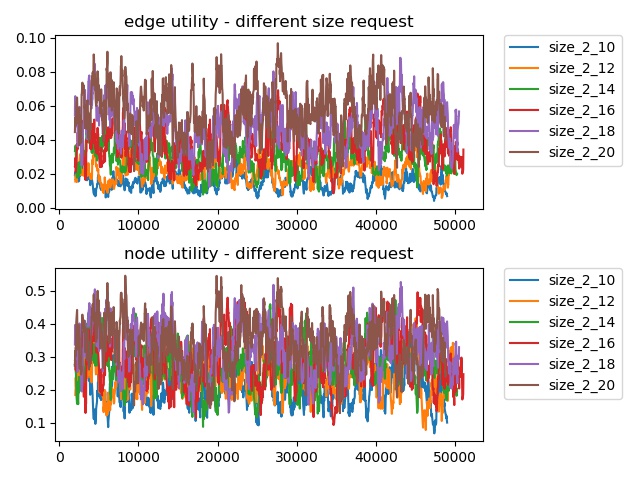 edge utility - different size request
0.10
0.08
0.06
0.04
0.02
0.00
0 10000 20000 30000 40000 50000
size_2_10
size_2_12
size_2_14
size_2_16
size_2_18
size_2_20
node utility - different size request
0.5
0.4
0.3
0.2
0.1
0 10000 20000 30000 40000 50000
size_2_10
size_2_12
size_2_14
size_2_16
size_2_18
size_2_20